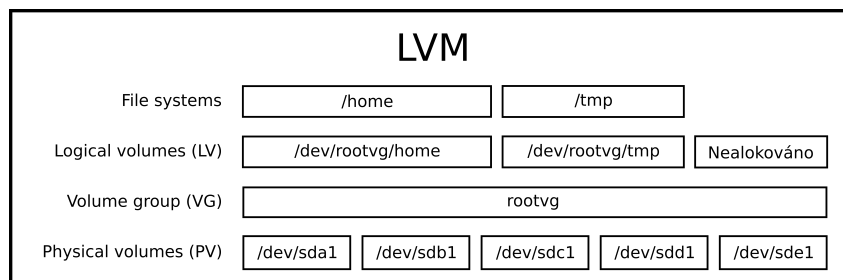 LVM
File systems /home /tmp
Logical volumes (LV) /dev/rootvg/home /dev/rootvg/tmp Nealokováno
Volume group (VG) rootvg
Physical volumes (PV) /dev/sda1 /dev/sdb1 /dev/sdc1 /dev/sdd1 /dev/sde1